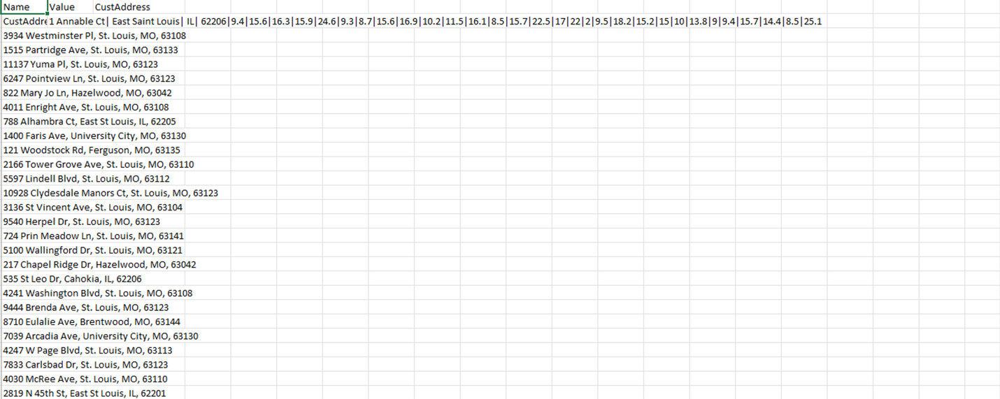 Name Value CustAddress
CustAddre 1 Annable Ct| East Saint Louis| IL| 62206|9.4|15.6|16.3|15.9|24.6|9.3|8.7|15.6|16.9|10.2|11.5|16.1|8.5|15.7|22.5|17|22|2|9.5|18.2|15.2|15|10|13.8|9|9.4|15.7|14.4|8.5|25.1
3934 Westminster Pl, St. Louis, MO, 63108
1515 Partridge Ave, St. Louis, MO, 63133
11137 Yuma Pl, St. Louis, MO, 63123
6247 Pointview Ln, St. Louis, MO, 63123
822 Mary Jo Ln, Hazelwood, MO, 63042
4011 Enright Ave, St. Louis, MO, 63108
788 Alhambra Ct, East St Louis, IL, 62205
1400 Faris Ave, University City, MO, 63130
121 Woodstock Rd, Ferguson, MO, 63135
2166 Tower Grove Ave, St. Louis, MO, 63110
5597 Lindell Blvd, St. Louis, MO, 63112
10928 Clydesdale Manors Ct, St. Louis, MO, 63123
3136 St Vincent Ave, St. Louis, MO, 63104
9540 Herpel Dr, St. Louis, MO, 63123
724 Prin Meadow Ln, St. Louis, MO, 63141
5100 Wallingford Dr, St. Louis, MO, 63121
217 Chapel Ridge Dr, Hazelwood, MO, 63042
535 St Leo Dr, Cahokia, IL, 62206
4241 Washington Blvd, St. Louis, MO, 63108
9444 Brenda Ave, St. Louis, MO, 63123
8710 Eulalie Ave, Brentwood, MO, 63144
7039 Arcadia Ave, University City, MO, 63130
4247 W Page Blvd, St. Louis, MO, 63113
7833 Carlsbad Dr, St. Louis, MO, 63123
4030 McRee Ave, St. Louis, MO, 63110
2819 N 45th St, East St Louis, IL, 62201